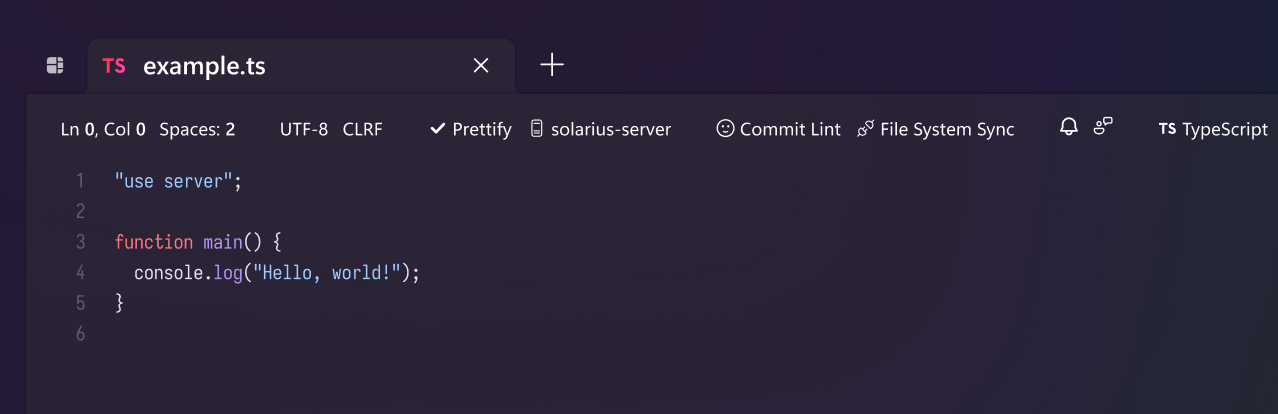 TS example.ts
Ln 0, Col 0 Spaces: 2 UTF-8 CLRF Prettify solarius-server Commit Lint File System Sync TS TypeScript
1 "use server";
2
3 function main() {
4   console.log("Hello, world!");
5 }
6